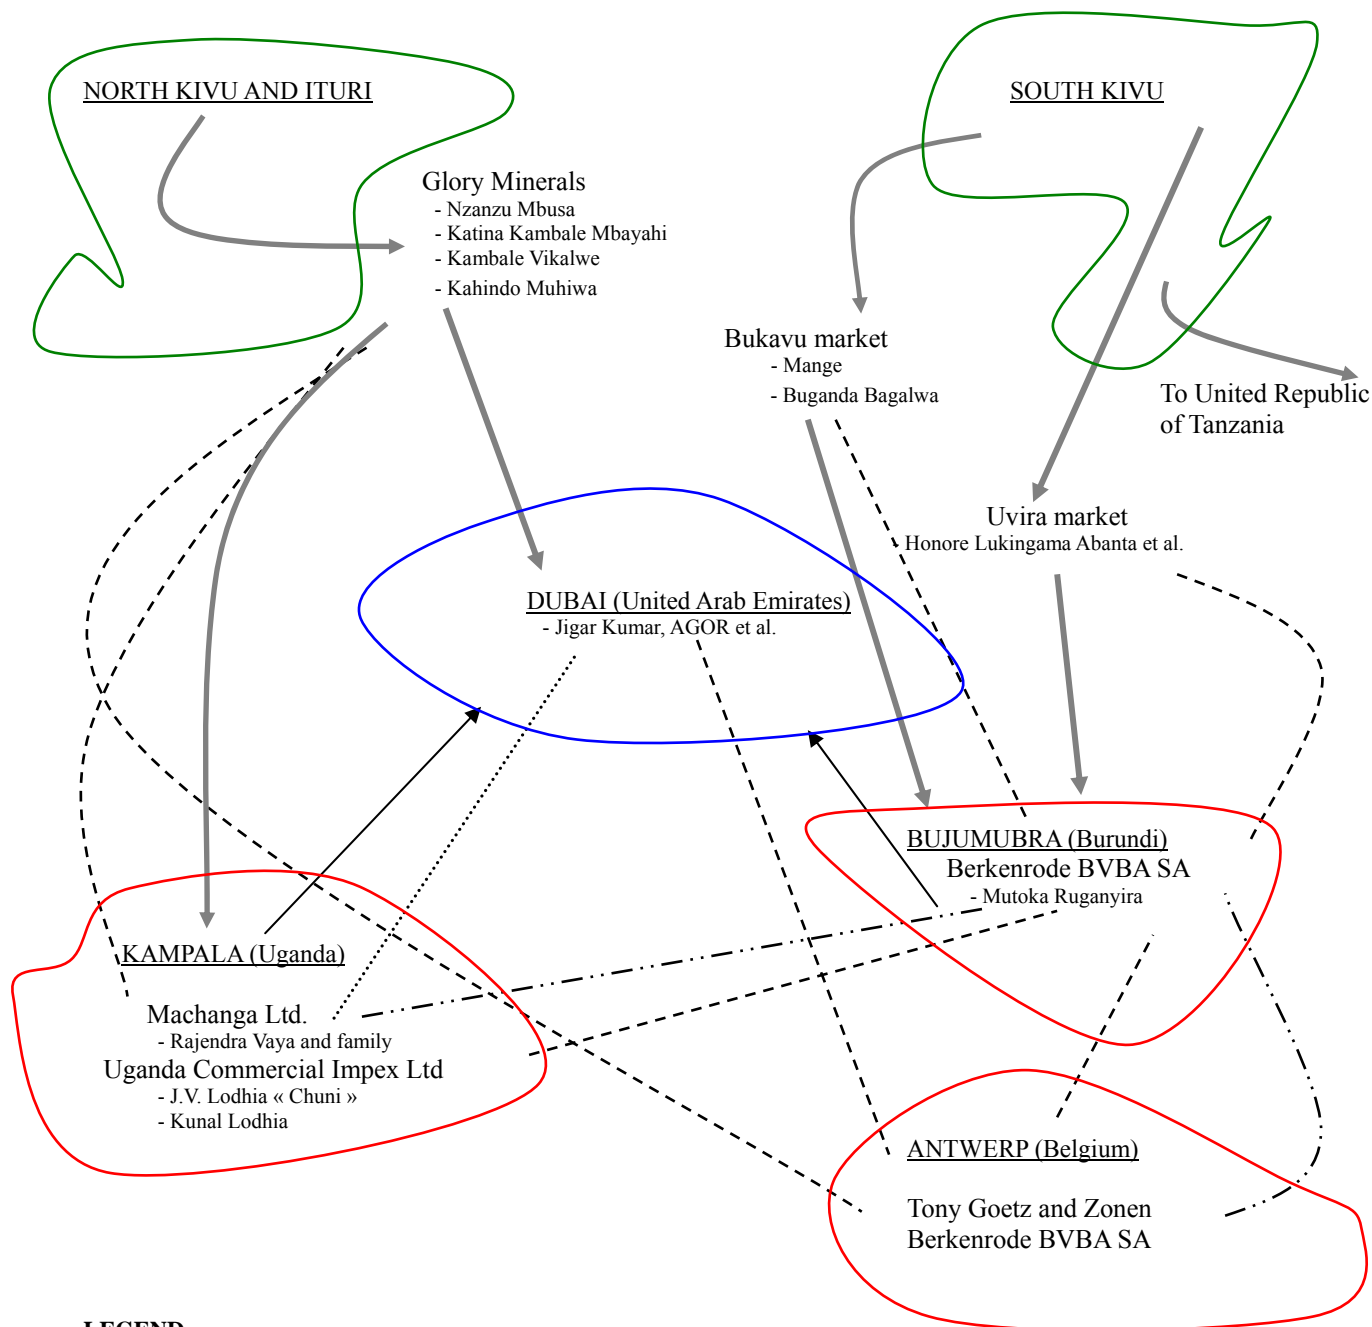 NORTH KIVU AND ITURI
SOUTH KIVU
Glory Minerals
- Nzanzu Mbusa
- Katina Kambale Mbayahi
- Kambale Vikalwe
- Kahindo Muhiwa
Bukavu market
- Mange
- Buganda Bagalwa
To United Republic
of Tanzania
Uvira market
- Honore Lukingama Abanta et al.
DUBAI (United Arab Emirates)
- Jigar Kumar, AGOR et al.
BUJUMUBRA (Burundi)
Berkenrode BVBA SA
- Mutoka Ruganyira
KAMPALA (Uganda)
Machanga Ltd.
- Rajendra Vaya and family
Uganda Commercial Impex Ltd
- J.V. Lodhia « Chuni »
- Kunal Lodhia
ANTWERP (Belgium)
Tony Goetz and Zonen
Berkenrode BVBA SA
LEGEND